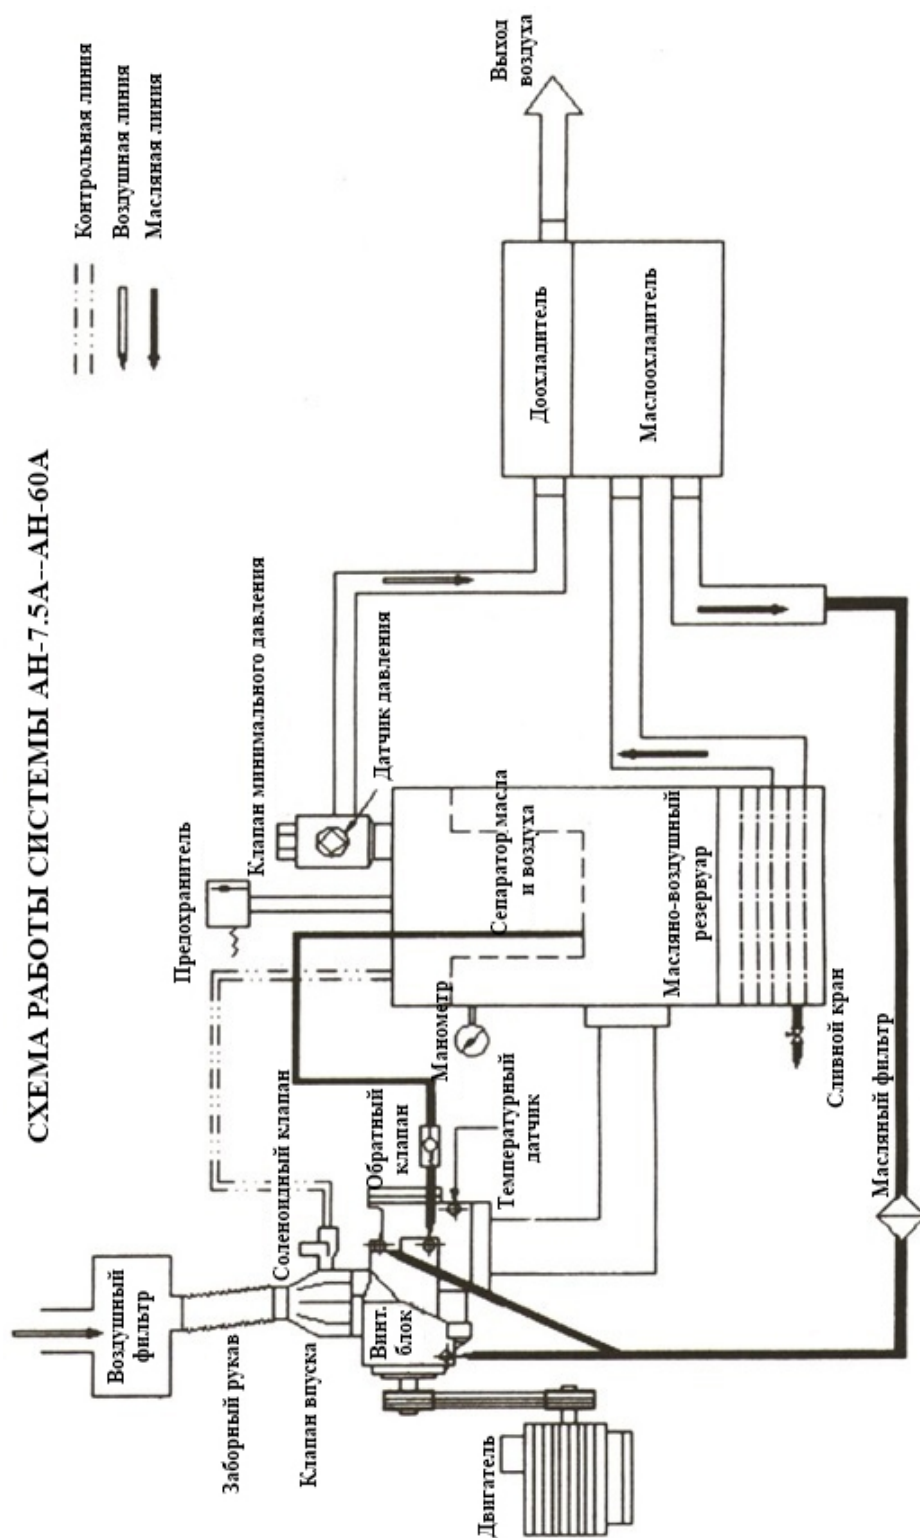 СХЕМА РАБОТЫ СИСТЕМЫ АН-7.5А--АН-60А
Контрольная линия
Воздушная линия
Масляная линия
Воздушный
фильтр
Заборный рукав
Клапан впуска
Соленоидный клапан
Предохранитель
Клапан минимального давления
Датчик давления
Выход
воздуха
Винт.
блок
Обратный
клапан
Манометр
Температурный
датчик
Сепаратор масла
и воздуха
Масляно-воздушный
резервуар
Доохладитель
Маслоохладитель
Двигатель
Сливной кран
Масляный фильтр